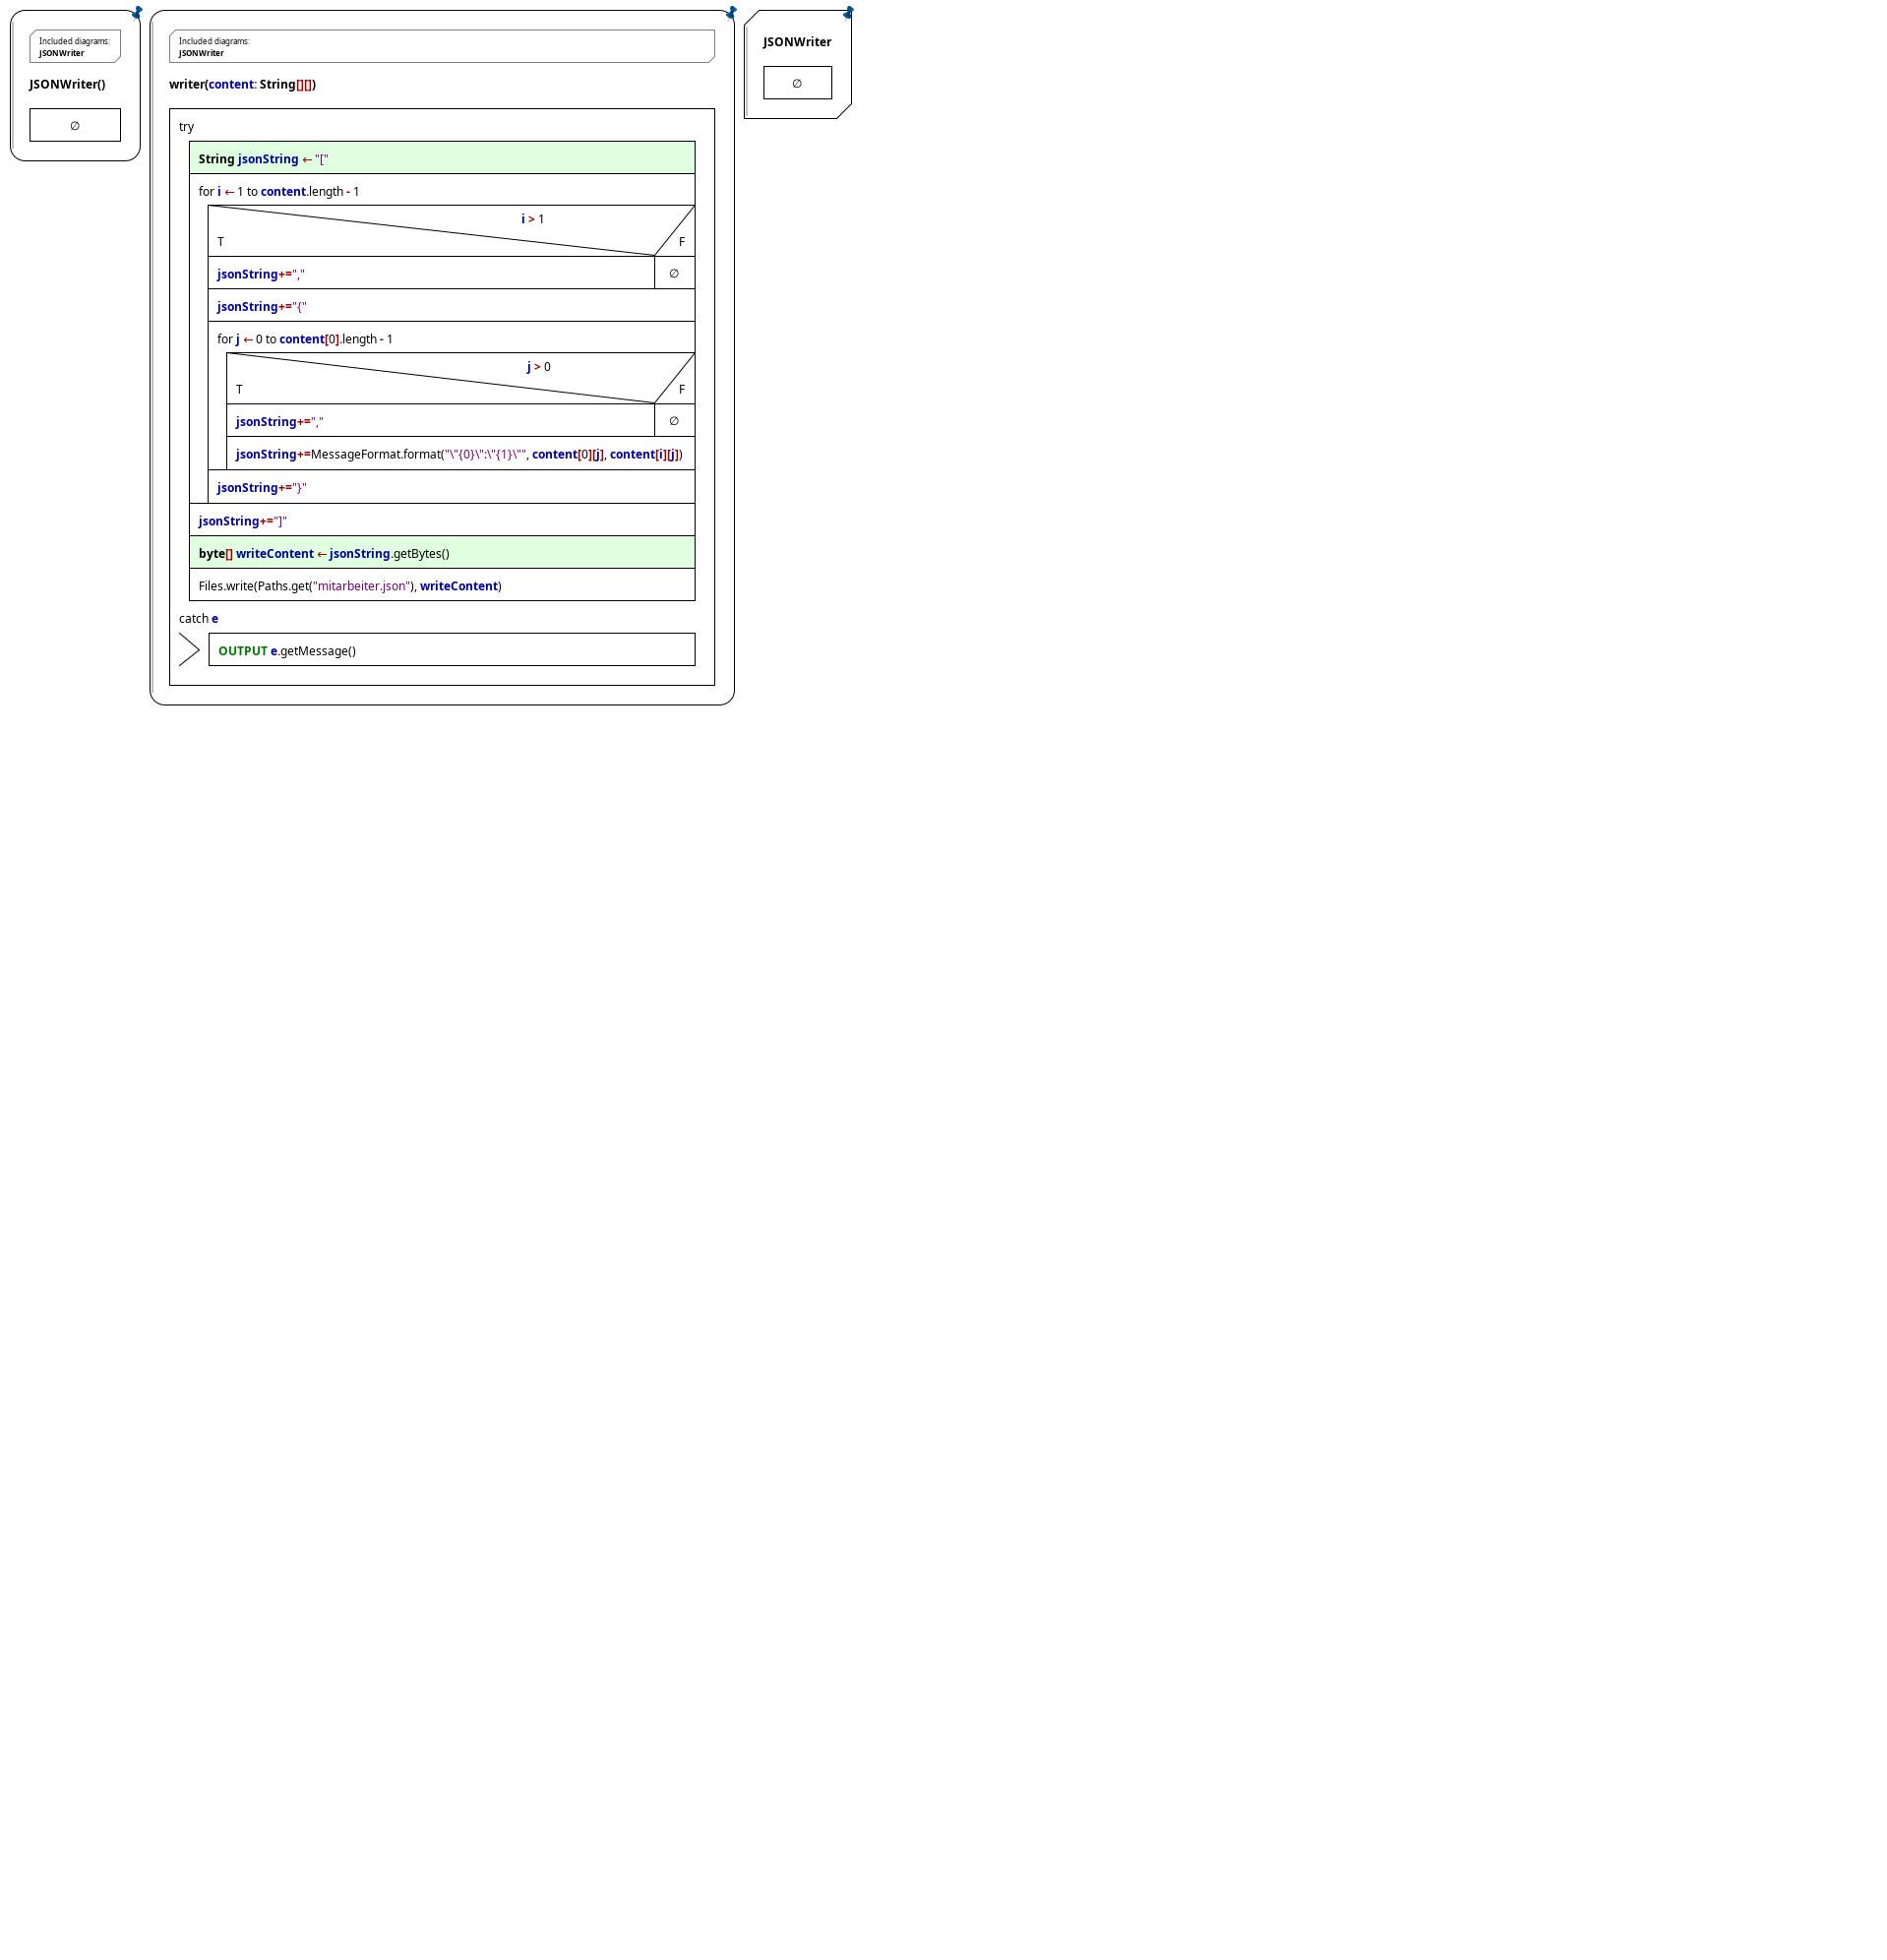 Included diagrams:
JSONWriter
JSONWriter()
∅
Included diagrams:
JSONWriter
writer(content: String[][])
try
String jsonString ← "["
for i ← 1 to content.length - 1
i > 1
T F
jsonString+="," ∅
jsonString+="{"
for j ← 0 to content[0].length - 1
j > 0
T F
jsonString+="," ∅
jsonString+=MessageFormat.format("\"{0}\":\"{1}\"", content[0][j], content[i][j])
jsonString+="}"
jsonString+="]"
byte[] writeContent ← jsonString.getBytes()
Files.write(Paths.get("mitarbeiter.json"), writeContent)
catch e
OUTPUT e.getMessage()
JSONWriter
∅